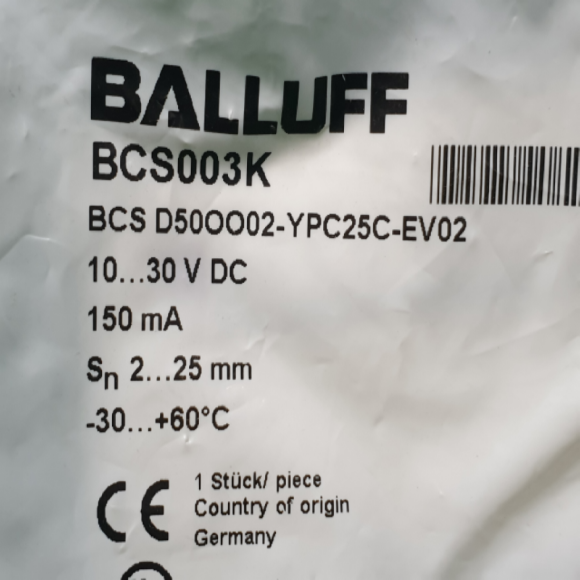 BALLUFF
BCS003K
BCS D50OO02-YPC25C-EV02
10...30 V DC
150 mA
Sn 2...25 mm
-30...+60°C
CE
1 Stück/ piece
Country of origin
Germany